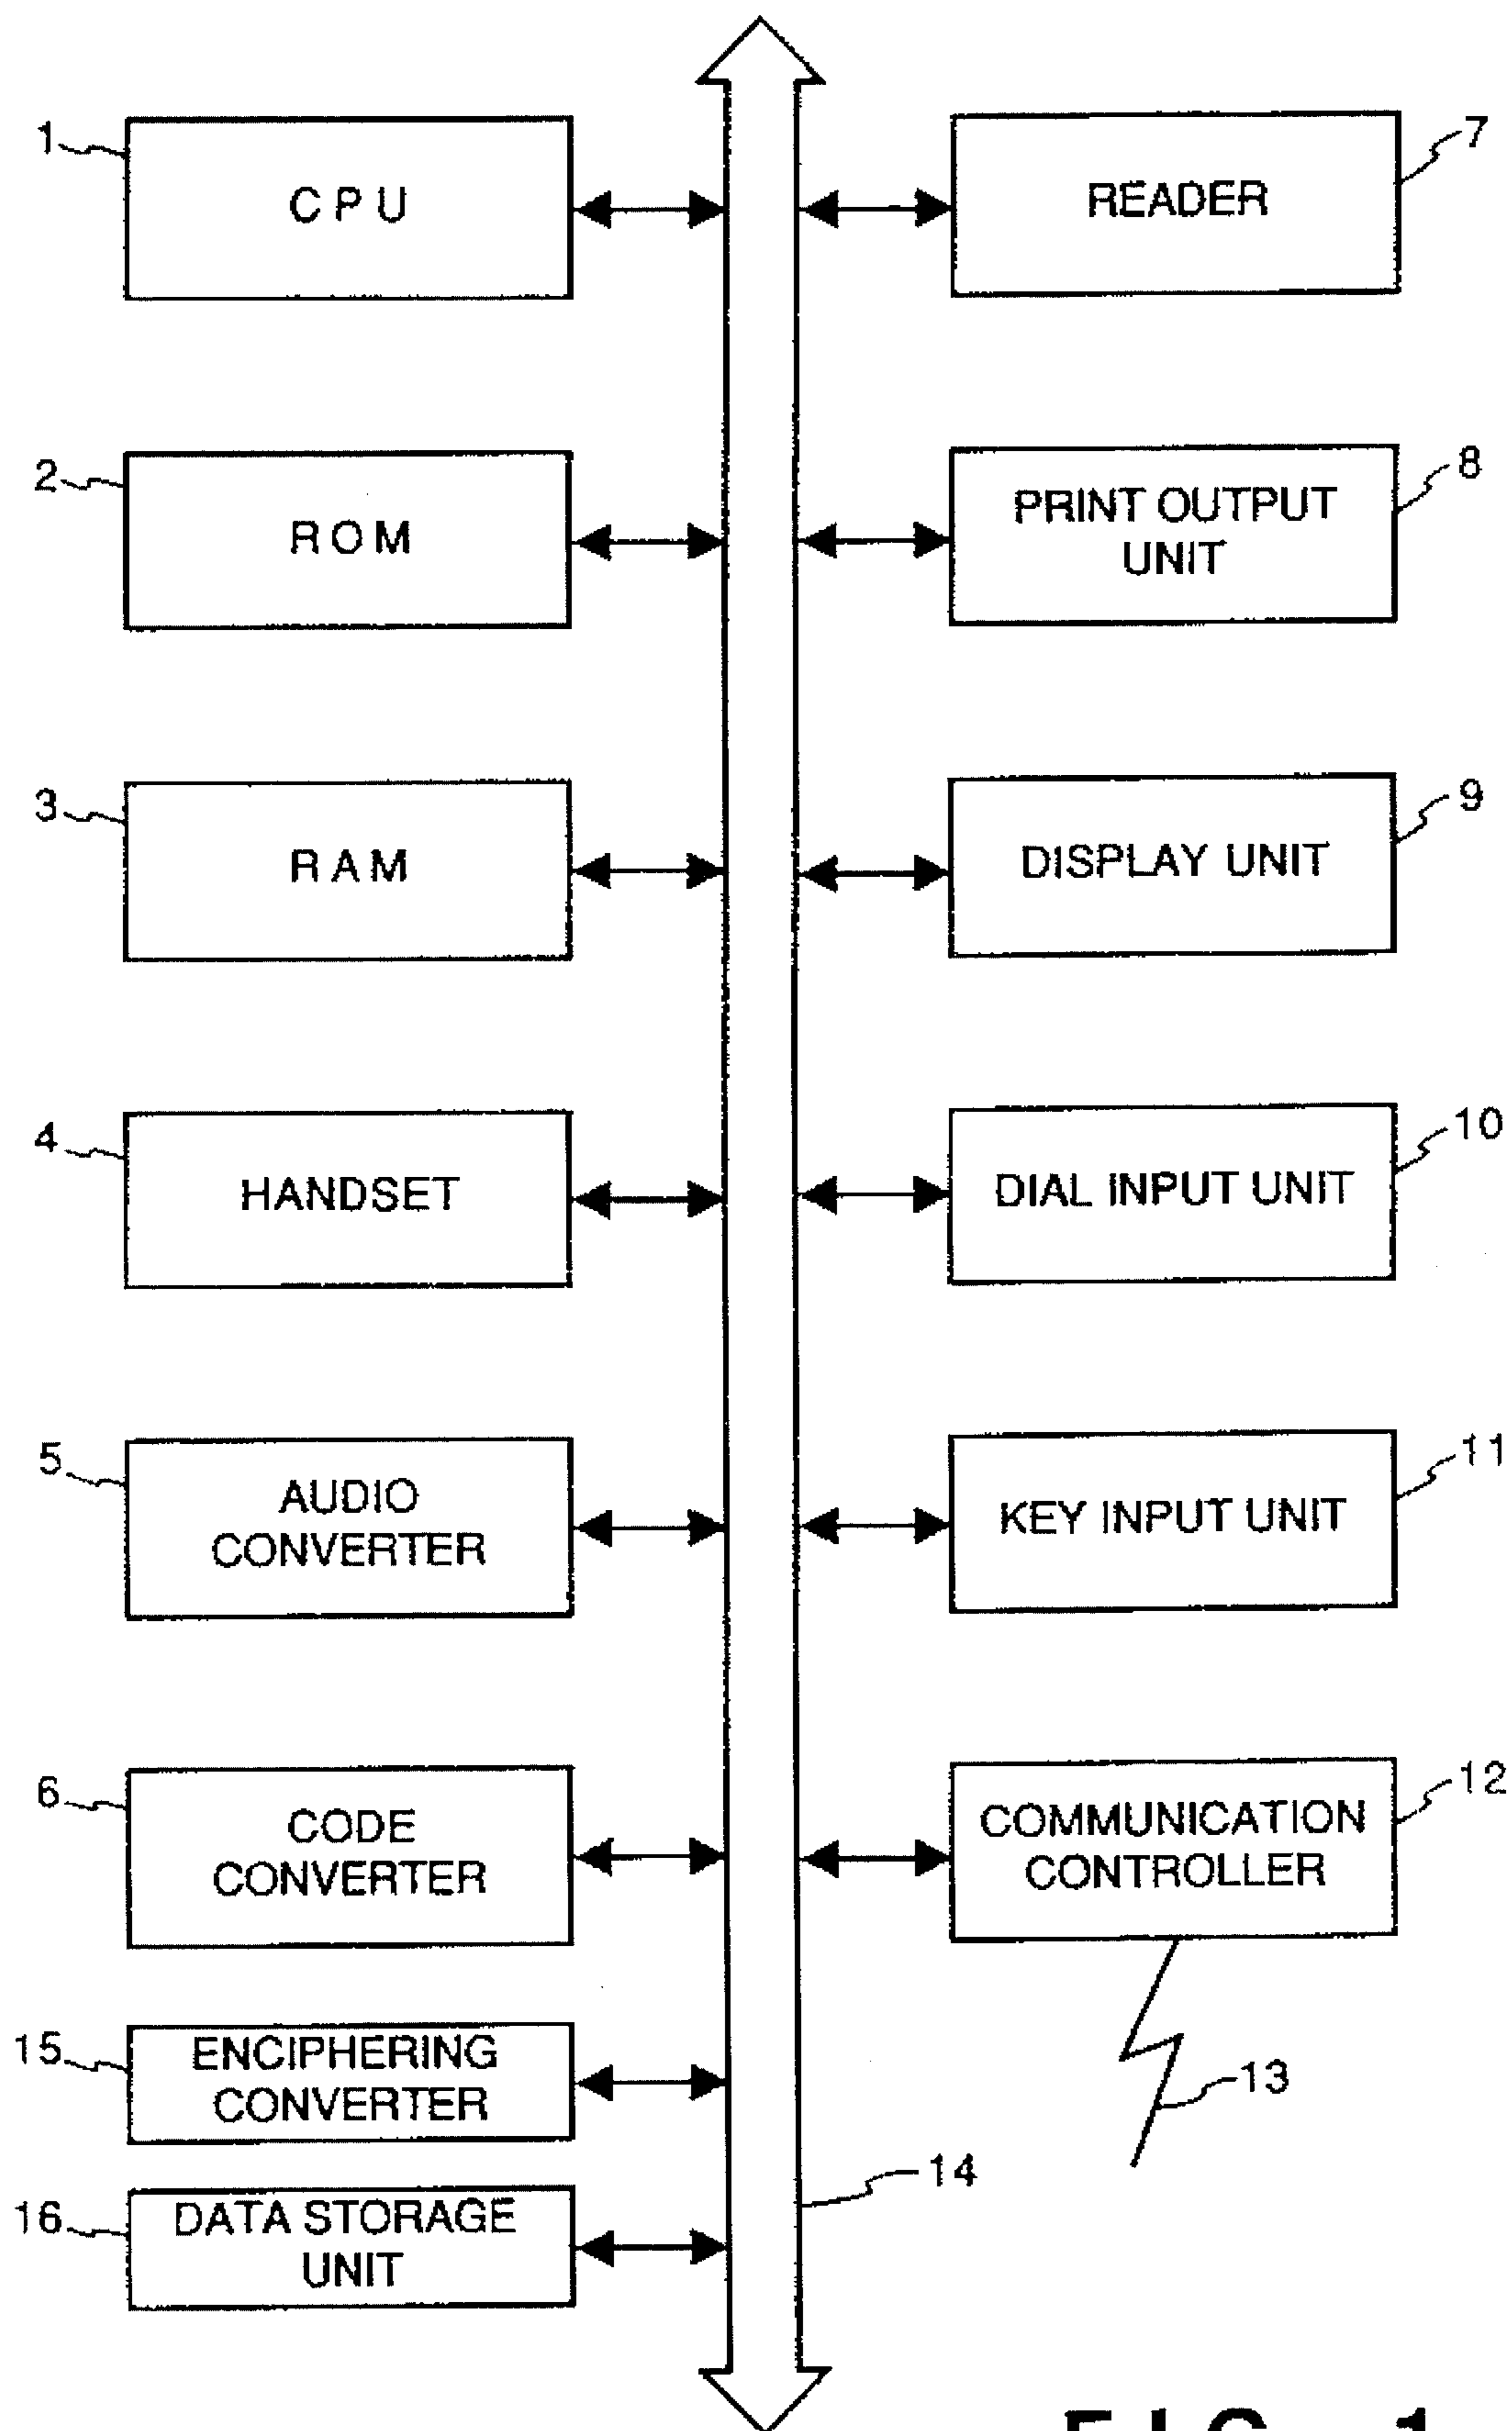 1
CPU
2
ROM
3
RAM
4
HANDSET
5
AUDIO
CONVERTER
6
CODE
CONVERTER
15
ENCIPHERING
CONVERTER
16
DATA STORAGE
UNIT
7
READER
8
PRINT OUTPUT
UNIT
9
DISPLAY UNIT
10
DIAL INPUT UNIT
11
KEY INPUT UNIT
12
COMMUNICATION
CONTROLLER
13
14
FIG. 1